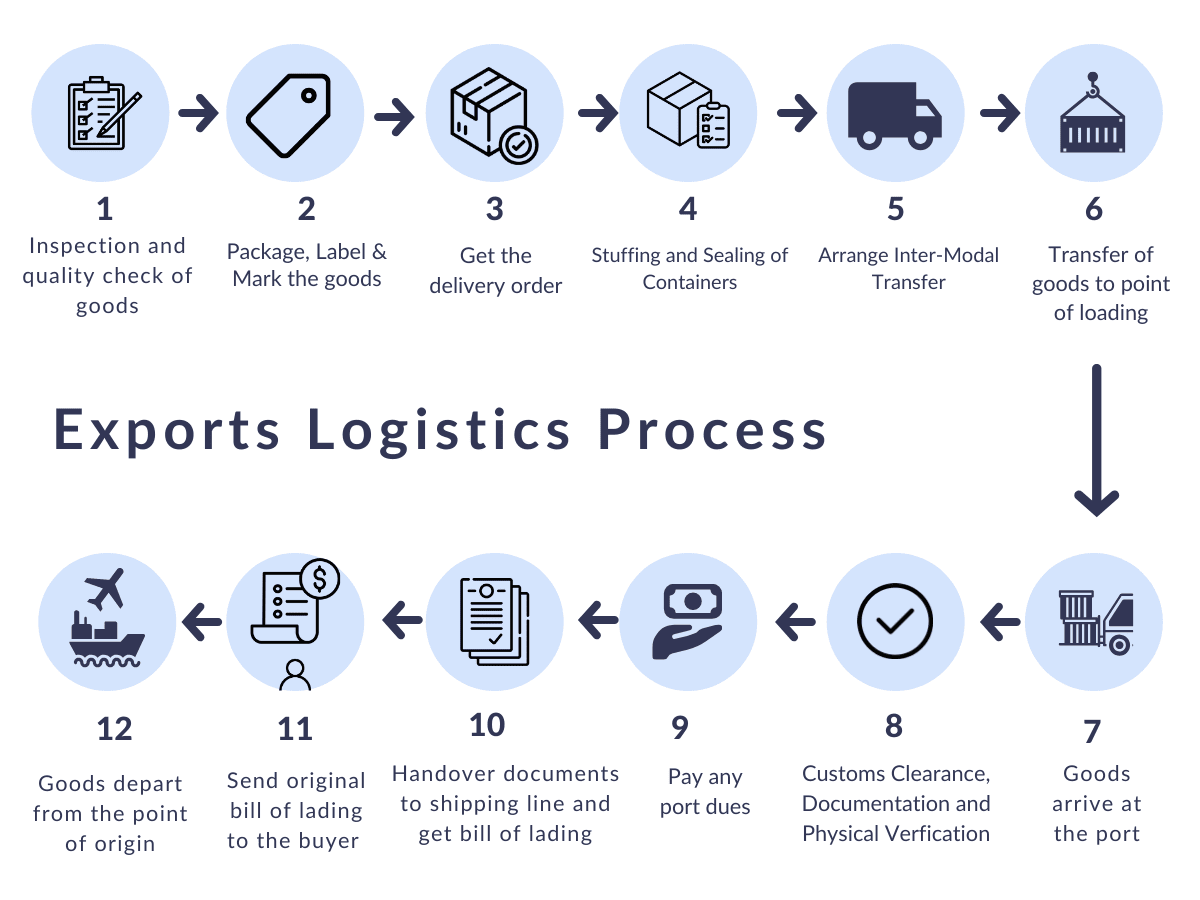 1
Inspection and
quality check of
goods
2
Package, Label &
Mark the goods
3
Get the
delivery order
4
Stuffing and Sealing of
Containers
5
Arrange Inter-Modal
Transfer
6
Transfer of
goods to point
of loading
Exports Logistics Process
12
Goods depart
from the point
of origin
$
11
Send original
bill of lading
to the buyer
10
Handover documents
to shipping line and
get bill of lading
9
Pay any
port dues
8
Customs Clearance,
Documentation and
Physical Verfication
7
Goods
arrive at
the port